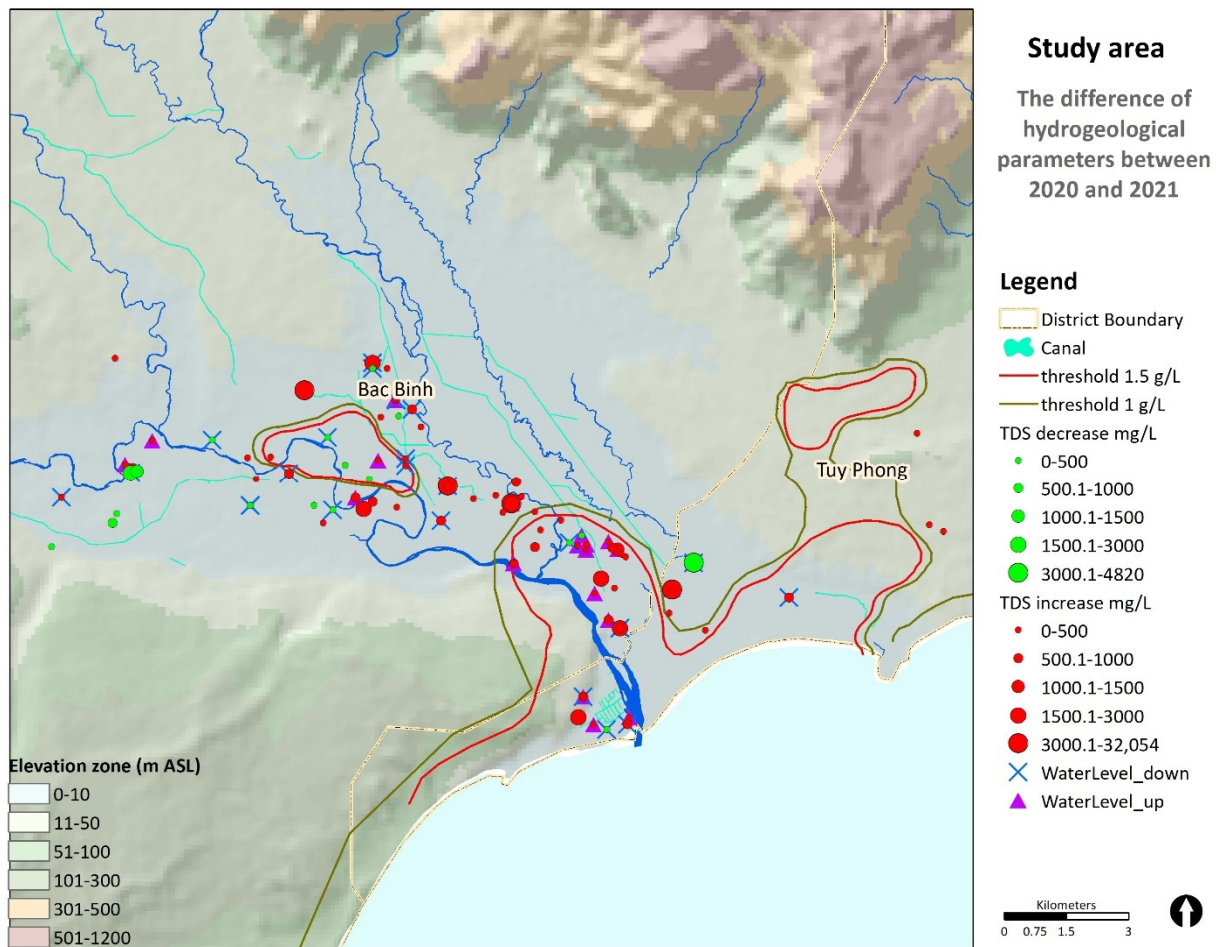 Study area
The difference of
hydrogeological
parameters between
2020 and 2021
Bac Binh
Tuy Phong
Legend
District Boundary
Canal
threshold 1.5 g/L
threshold 1 g/L
TDS decrease mg/L
0-500
500.1-1000
1000.1-1500
1500.1-3000
3000.1-4820
TDS increase mg/L
0-500
500.1-1000
1000.1-1500
1500.1-3000
3000.1-32,054
WaterLevel_down
WaterLevel_up
Elevation zone (m ASL)
0-10
11-50
51-100
101-300
301-500
501-1200
Kilometers
0 0.75 1.5 3